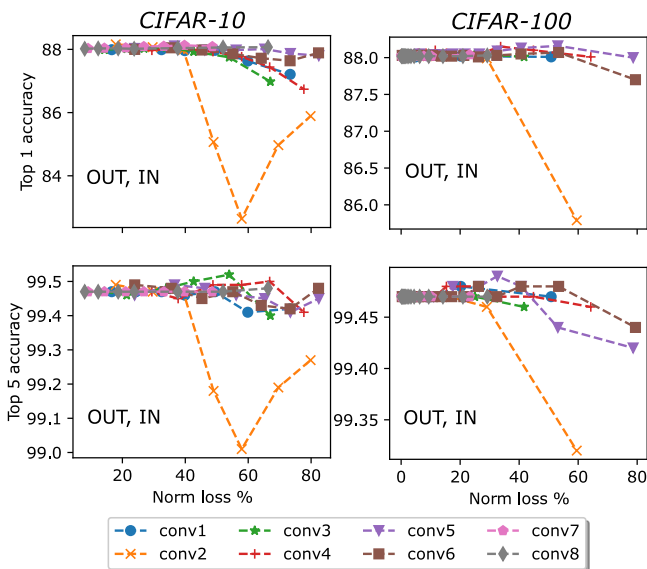 CIFAR-10 CIFAR-100
Top 1 accuracy
88
86
84
OUT, IN
88.0
87.5
87.0
86.5
86.0
OUT, IN
Top 5 accuracy
99.5
99.4
99.3
99.2
99.1
99.0
OUT, IN
20 40 60 80
Norm loss %
99.45
99.40
99.35
OUT, IN
0 20 40 60 80
Norm loss %
conv1 conv3 conv5 conv7
conv2 conv4 conv6 conv8